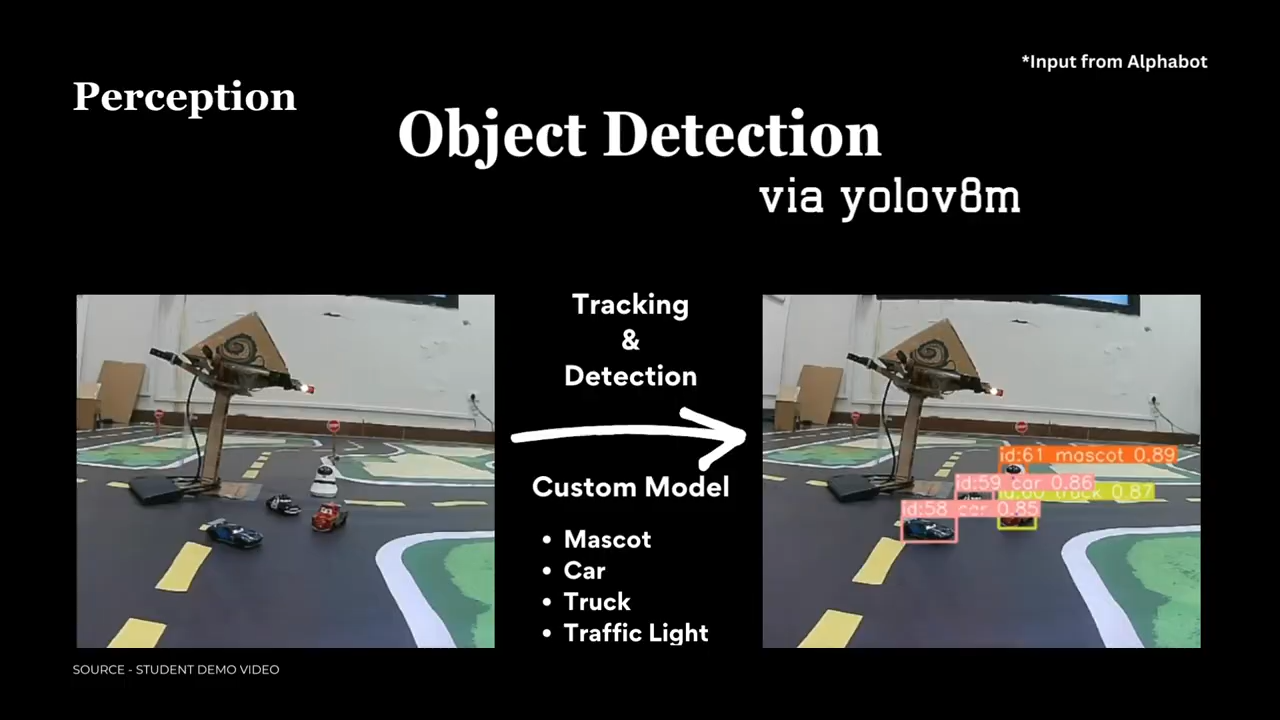 *Input from Alphabot
Perception
Object Detection
via yolov8m
Tracking
&
Detection
Custom Model
• Mascot
• Car
• Truck
• Traffic Light
id:61 mascot 0.89
id:59 car 0.86
id:60 truck 0.87
id:58 car 0.85
SOURCE - STUDENT DEMO VIDEO